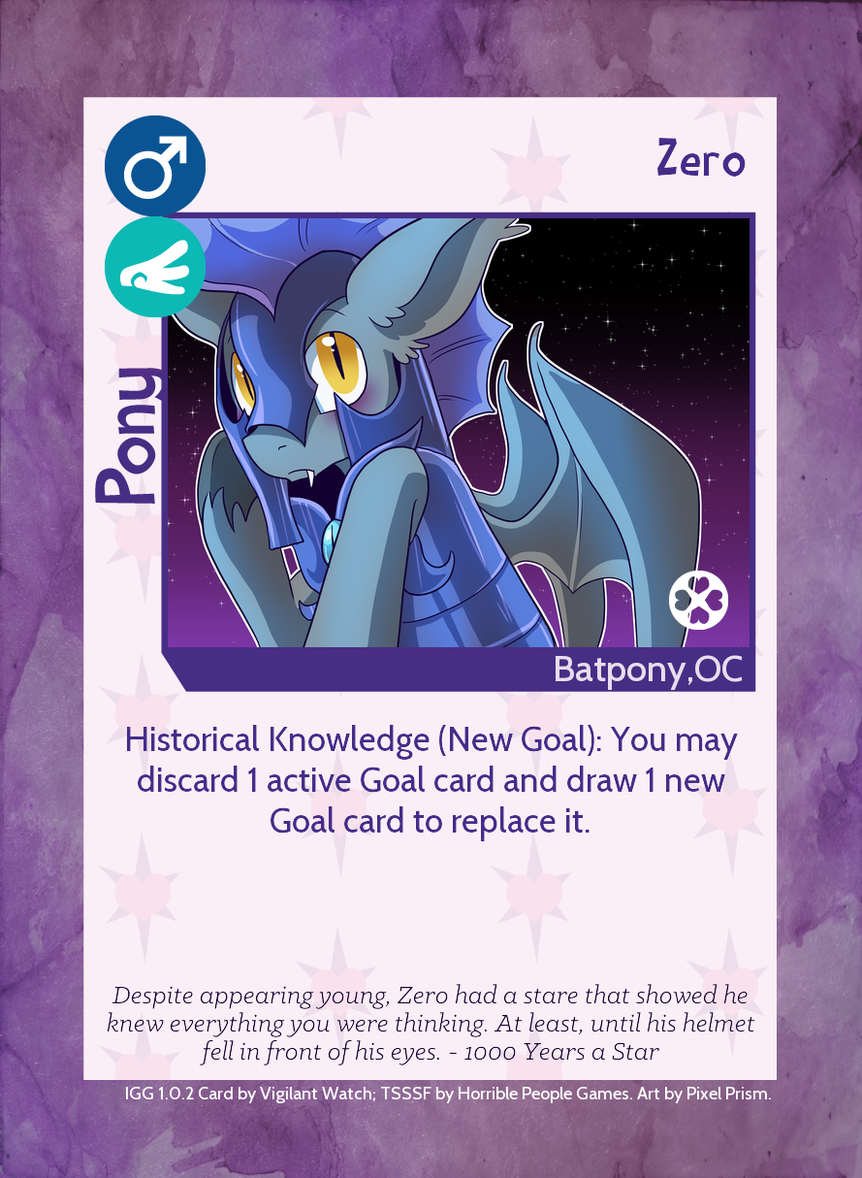 Zero
Pony
Batpony,OC
Historical Knowledge (New Goal): You may
discard 1 active Goal card and draw 1 new
Goal card to replace it.
Despite appearing young, Zero had a stare that showed he
knew everything you were thinking. At least, until his helmet
fell in front of his eyes. - 1000 Years a Star
IGG 1.0.2 Card by Vigilant Watch; TSSSF by Horrible People Games. Art by Pixel Prism.